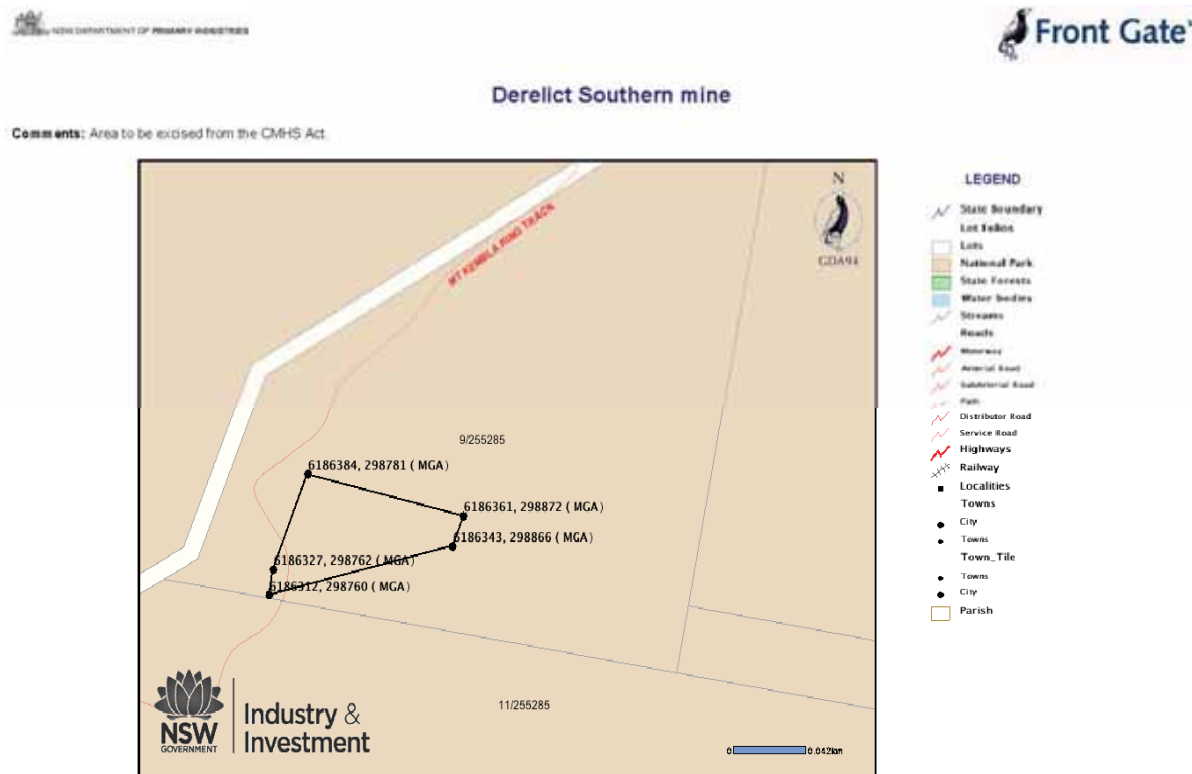 NSW DEPARTMENT OF PRIMARY INDUSTRIES
Front Gate
Derelict Southern mine
Comments: Area to be excised from the CMHS Act
N
GDA94
MT KEMBLA RING TRACK
9/255285
6186384, 298781 ( MGA)
6186361, 298872 ( MGA)
6186343, 298866 ( MGA)
6186327, 298762 ( MGA)
6186312, 298760 ( MGA)
11/255285
NSW
GOVERNMENT
Industry &
Investment
0 0.042km
LEGEND
State Boundary
Lots
National Park
State Forests
Water bodies
Streams
Roads
Motorway
Arterial Road
SubArterial Road
Path
Distributor Road
Service Road
Highways
Railway
Localities
Towns
City
Towns
Town_Tile
Towns
City
Parish